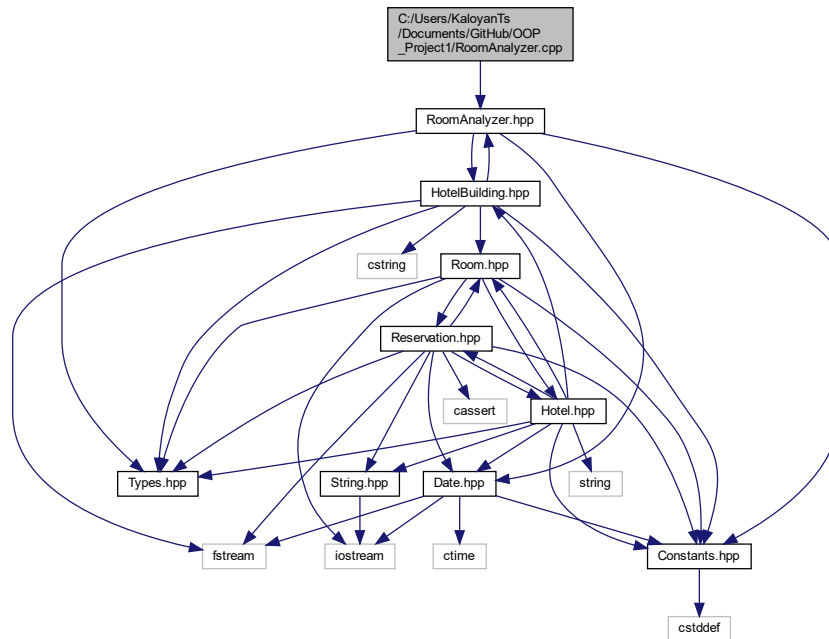 C:/Users/KaloyanTs
/Documents/GitHub/OOP
_Project1/RoomAnalyzer.cpp
RoomAnalyzer.hpp
HotelBuilding.hpp
cstring
Room.hpp
Reservation.hpp
cassert
Hotel.hpp
Types.hpp
String.hpp
Date.hpp
string
fstream
iostream
ctime
Constants.hpp
cstddef